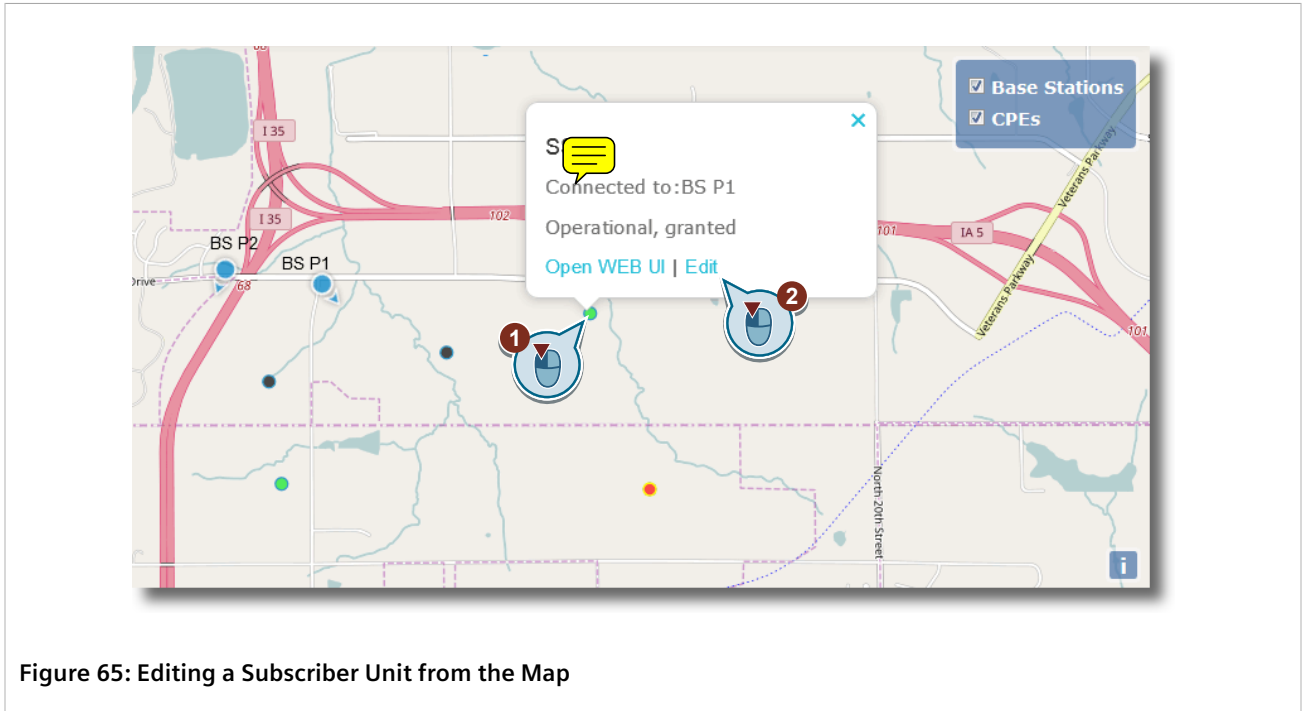 I 35
Base Stations
CPEs
Veterans Parkway
Connected to:BS P1
I 35
102
Operational, granted
101
IA 5
BS P2
BS P1
Open WEB UI | Edit
Drive
68
2
1
Veterans Parkway
101
North 20th Street
i
Figure 65: Editing a Subscriber Unit from the Map